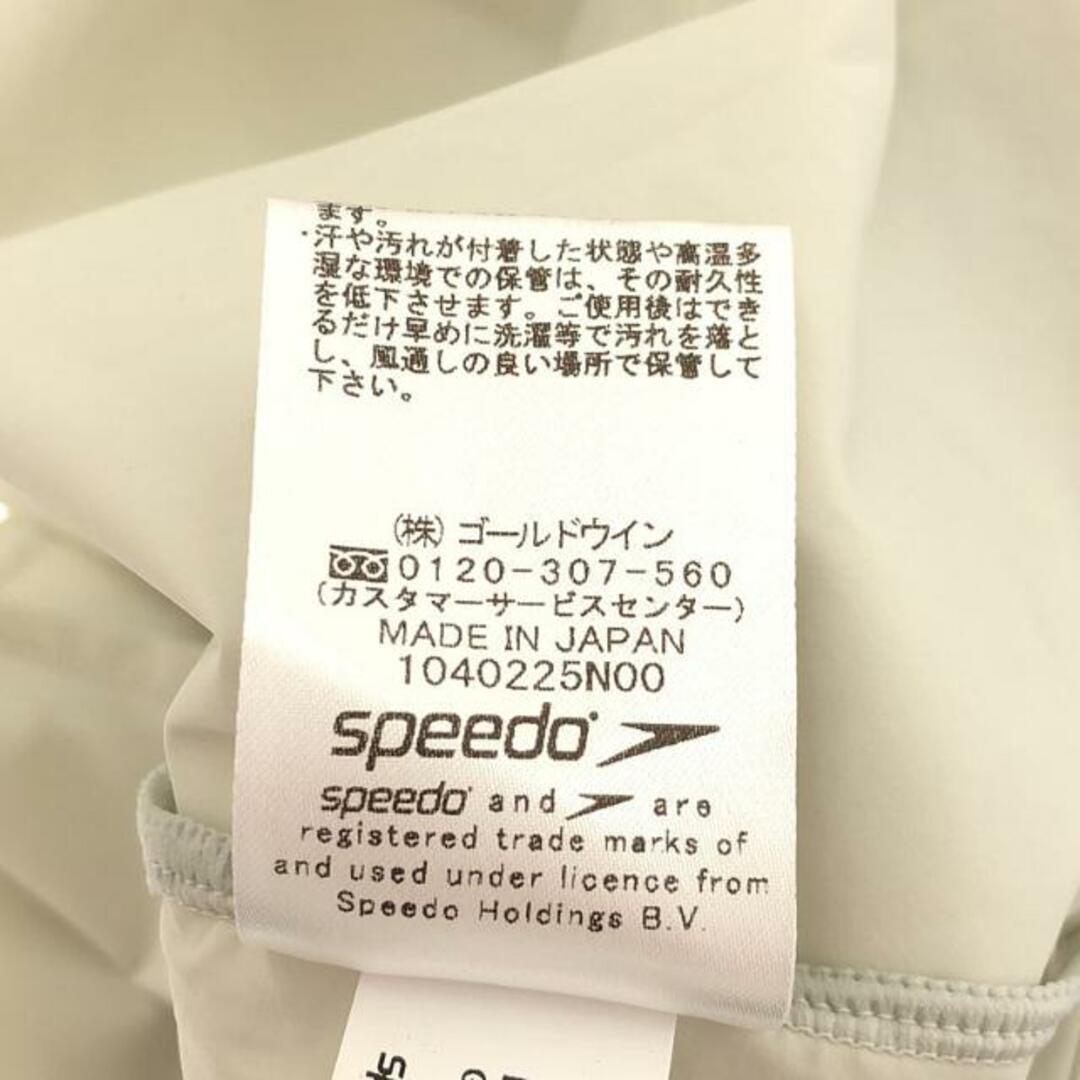 ます。
・汗や汚れが付着した状態や高温多
湿な環境での保管は、その耐久性
を低下させます。ご使用後はでき
るだけ早めに洗濯等で汚れを落と
し、風通しの良い場所で保管して
下さい。
(株)ゴールドウイン
0120-307-560
(カスタマーサービスセンター)
MADE IN JAPAN
1040225N00
speedo
speedo and are
registered trade marks of
and used under licence from
Speedo Holdings B.V.